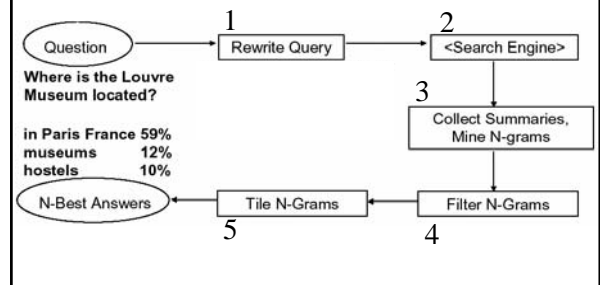 1
2
Question
Rewrite Query
<Search Engine>
Where is the Louvre
Museum located?
3
Collect Summaries,
Mine N-grams
in Paris France 59%
museums 12%
hostels 10%
N-Best Answers
Tile N-Grams
Filter N-Grams
5
4